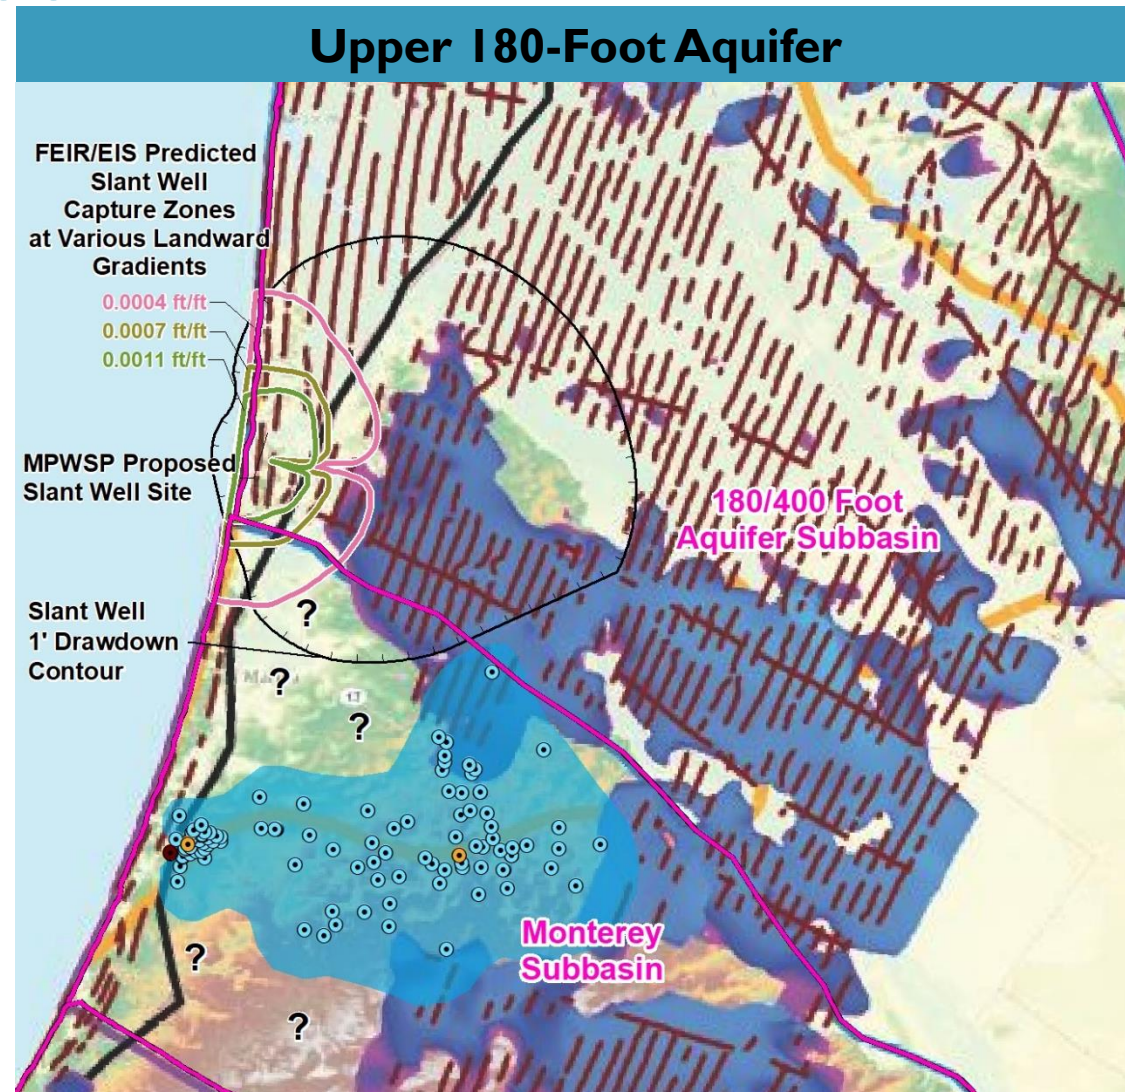 Upper 180-Foot Aquifer
FEIR/EIS Predicted
Slant Well
Capture Zones
at Various Landward
Gradients
0.0004 ft/ft
0.0007 ft/ft
0.0011 ft/ft
MPWSP Proposed
Slant Well Site
180/400 Foot
Aquifer Subbasin
Slant Well
1' Drawdown
Contour
?
?
?
Monterey
Subbasin
?
?